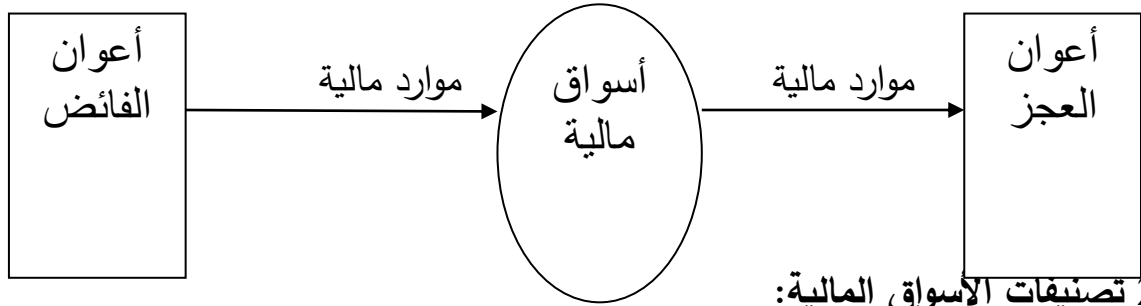 أعوان
العجز
موارد مالية
أسواق
مالية
موارد مالية
أعوان
الفائض
تصنيفات الأسواق المالية: